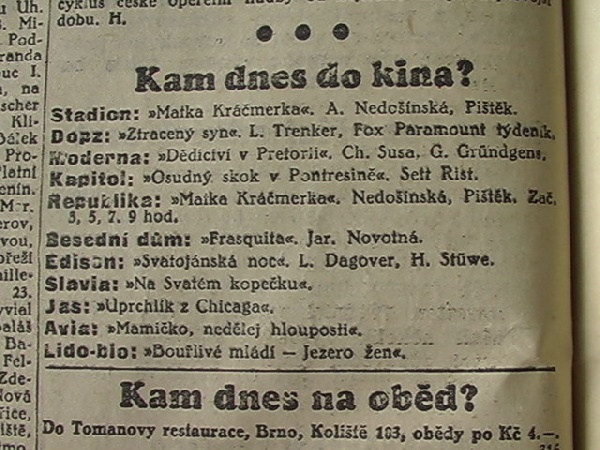 cyklus české operní hudby
dobu. H.
Kam dnes do kina?
Stadion: »Matka Kráčmerka«. A. Nedošínská, Pištěk.
Dopz: »Ztracený syn«. L. Trenker, Fox Paramount týdeník.
Moderna: »Dědictví v Pretorii«. Ch. Susa, G. Gründgens.
Kapitol: »Osudný skok v Pontresině«. Sett Rist.
Republika: »Matka Kráčmerka«. Nedošínská, Pištěk. Zač.
3, 5, 7, 9 hod.
Besední dům: »Frasquita«. Jar. Novotná.
Edison: »Svatojánská noc«. L. Dagover, H. Stüwe.
Slavia: »Na Svatém kopečku«.
Jas: »Uprchlík z Chicaga«.
Avia: »Mamičko, nedělej hlouposti«.
Lido-bio: »Bouřlivé mládí — Jezero žen«.
Kam dnes na oběd?
Do Tomanovy restaurace, Brno, Koliště 103, obědy po Kč 4.—.